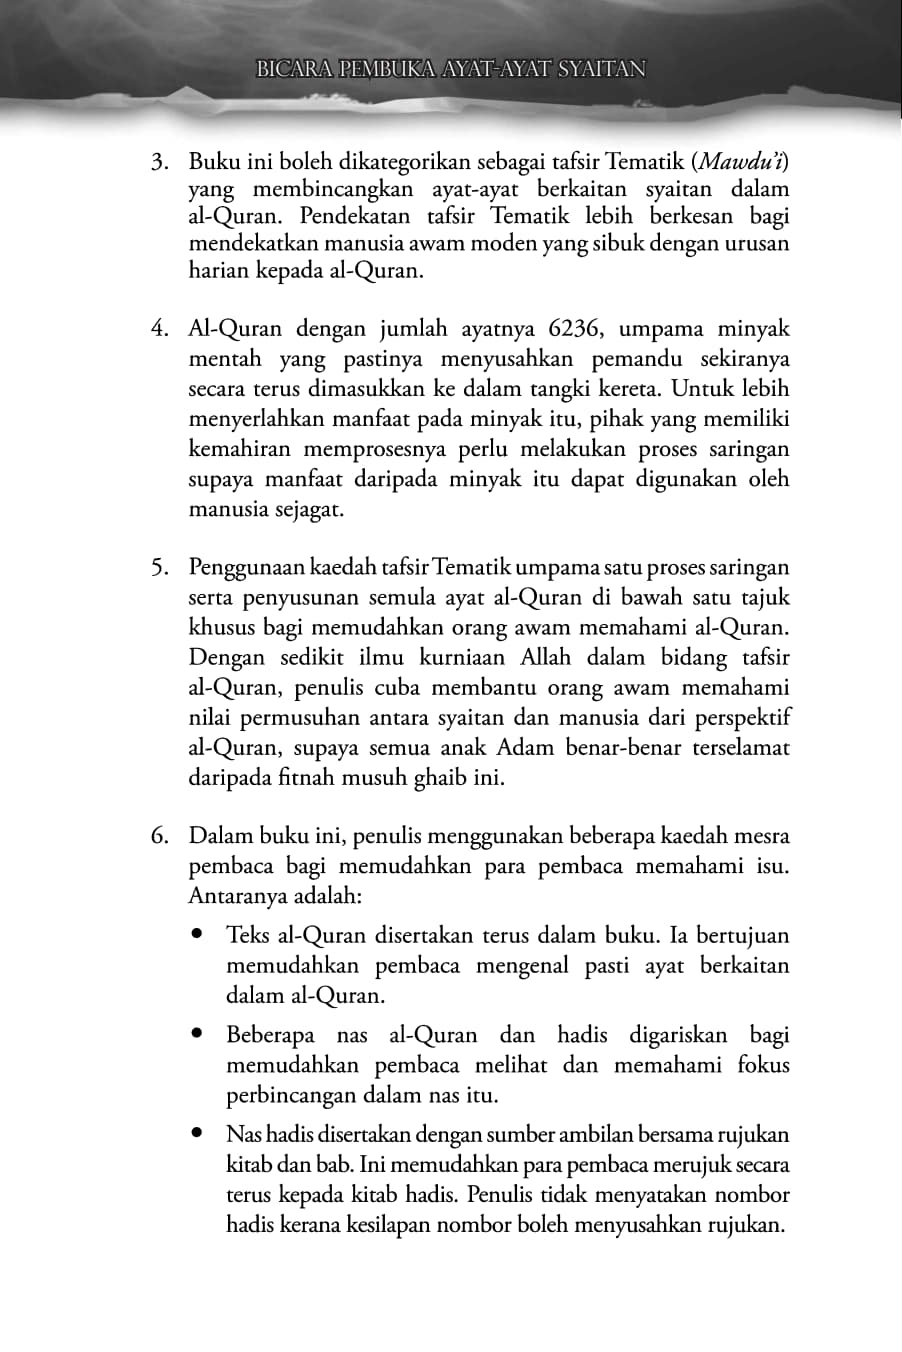 BICARA PEMBUKA AYAT-AYAT SYAITAN
3. Buku ini boleh dikategorikan sebagai tafsir Tematik (Mawdu’i)
yang membincangkan ayat-ayat berkaitan syaitan dalam
al-Quran. Pendekatan tafsir Tematik lebih berkesan bagi
mendekatkan manusia awam moden yang sibuk dengan urusan
harian kepada al-Quran.
4. Al-Quran dengan jumlah ayatnya 6236, umpama minyak
mentah yang pastinya menyusahkan pemandu sekiranya
secara terus dimasukkan ke dalam tangki kereta. Untuk lebih
menyerlahkan manfaat pada minyak itu, pihak yang memiliki
kemahiran memprosesnya perlu melakukan proses saringan
supaya manfaat daripada minyak itu dapat digunakan oleh
manusia sejagat.
5. Penggunaan kaedah tafsir Tematik umpama satu proses saringan
serta penyusunan semula ayat al-Quran di bawah satu tajuk
khusus bagi memudahkan orang awam memahami al-Quran.
Dengan sedikit ilmu kurniaan Allah dalam bidang tafsir
al-Quran, penulis cuba membantu orang awam memahami
nilai permusuhan antara syaitan dan manusia dari perspektif
al-Quran, supaya semua anak Adam benar-benar terselamat
daripada fitnah musuh ghaib ini.
6. Dalam buku ini, penulis menggunakan beberapa kaedah mesra
pembaca bagi memudahkan para pembaca memahami isu.
Antaranya adalah:
• Teks al-Quran disertakan terus dalam buku. Ia bertujuan
memudahkan pembaca mengenal pasti ayat berkaitan
dalam al-Quran.
• Beberapa nas al-Quran dan hadis digariskan bagi
memudahkan pembaca melihat dan memahami fokus
perbincangan dalam nas itu.
• Nas hadis disertakan dengan sumber ambilan bersama rujukan
kitab dan bab. Ini memudahkan para pembaca merujuk secara
terus kepada kitab hadis. Penulis tidak menyatakan nombor
hadis kerana kesilapan nombor boleh menyusahkan rujukan.